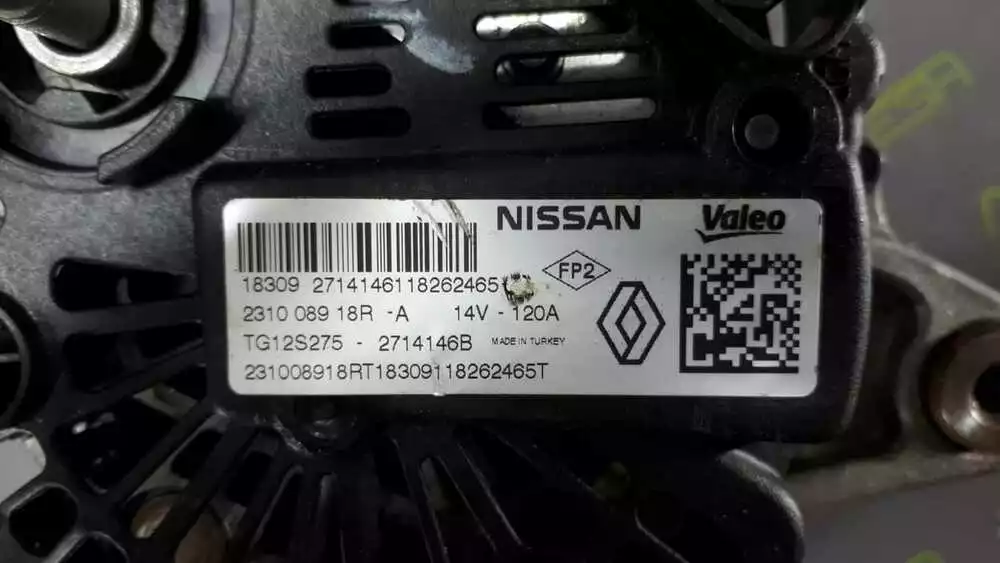 NISSAN
Valeo
18309 2714146118262465
FP2
2310 089 18R -A 14V - 120A
TG12S275 - 2714146B MADE IN TURKEY
231008918RT18309118262465T